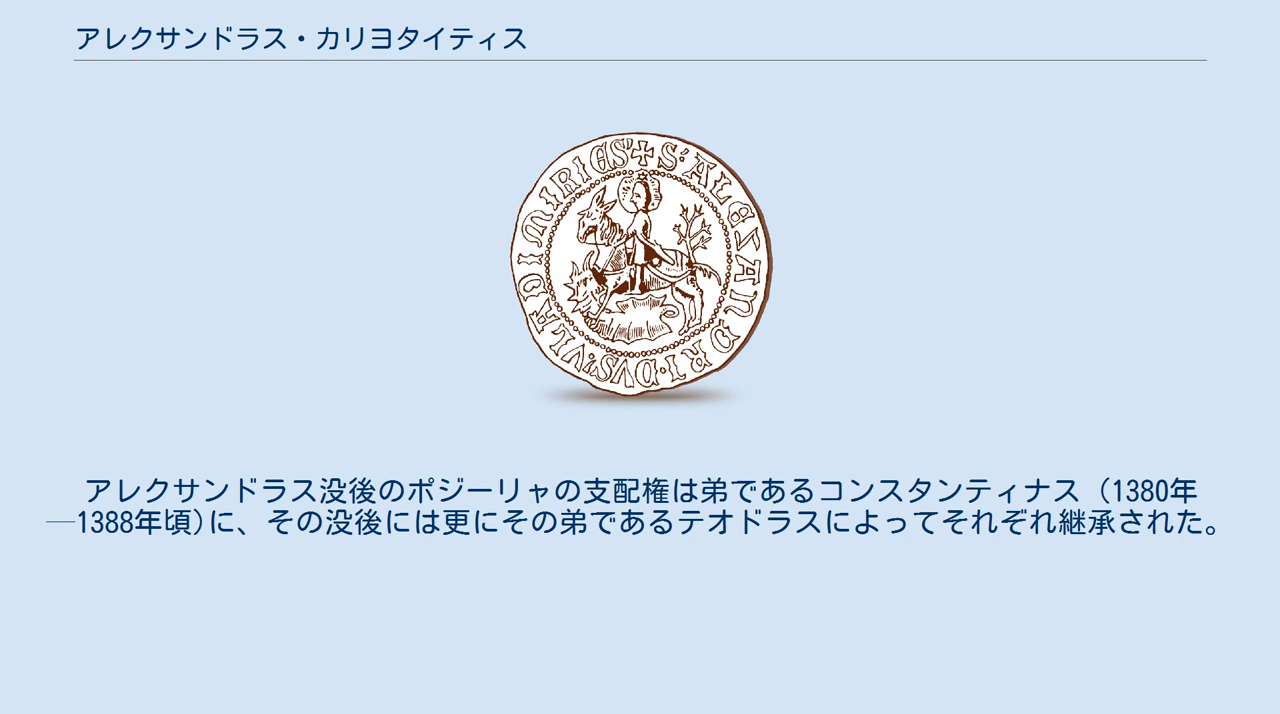 アレクサンドラス・カリヨタイティス
✠ S' ALEXANDRI · DVS · VLADIMIRIES
アレクサンドラス没後のポジーリャの支配権は弟であるコンスタンティナス（1380年
―1388年頃)に、その没後には更にその弟であるテオドラスによってそれぞれ継承された。